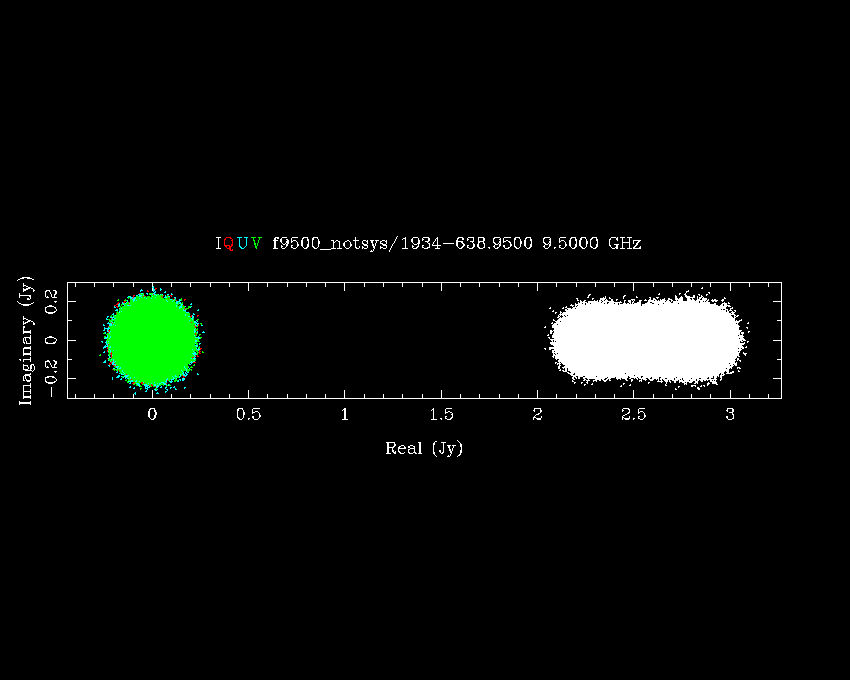 IQUV f9500_notsys/1934-638.9500 9.5000 GHz
Imaginary (Jy)
0.2
0
-0.2
0 0.5 1 1.5 2 2.5 3
Real (Jy)